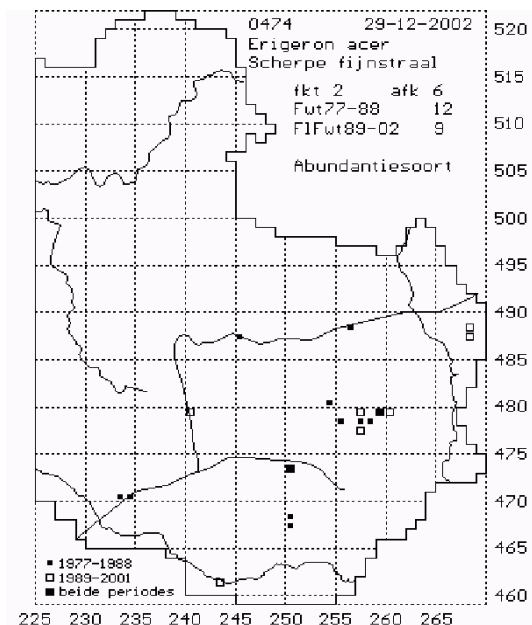 0474 29-12-2002
Erigeron acer
Scherpe fijnstraal
fkt 2 afk 6
Fwt77-88 12
FlFwt89-02 9
Abundantiesoort
520
515
510
505
500
495
490
485
480
475
470
465
460
1977-1988
1989-2001
beide periodes
225 230 235 240 245 250 255 260 265